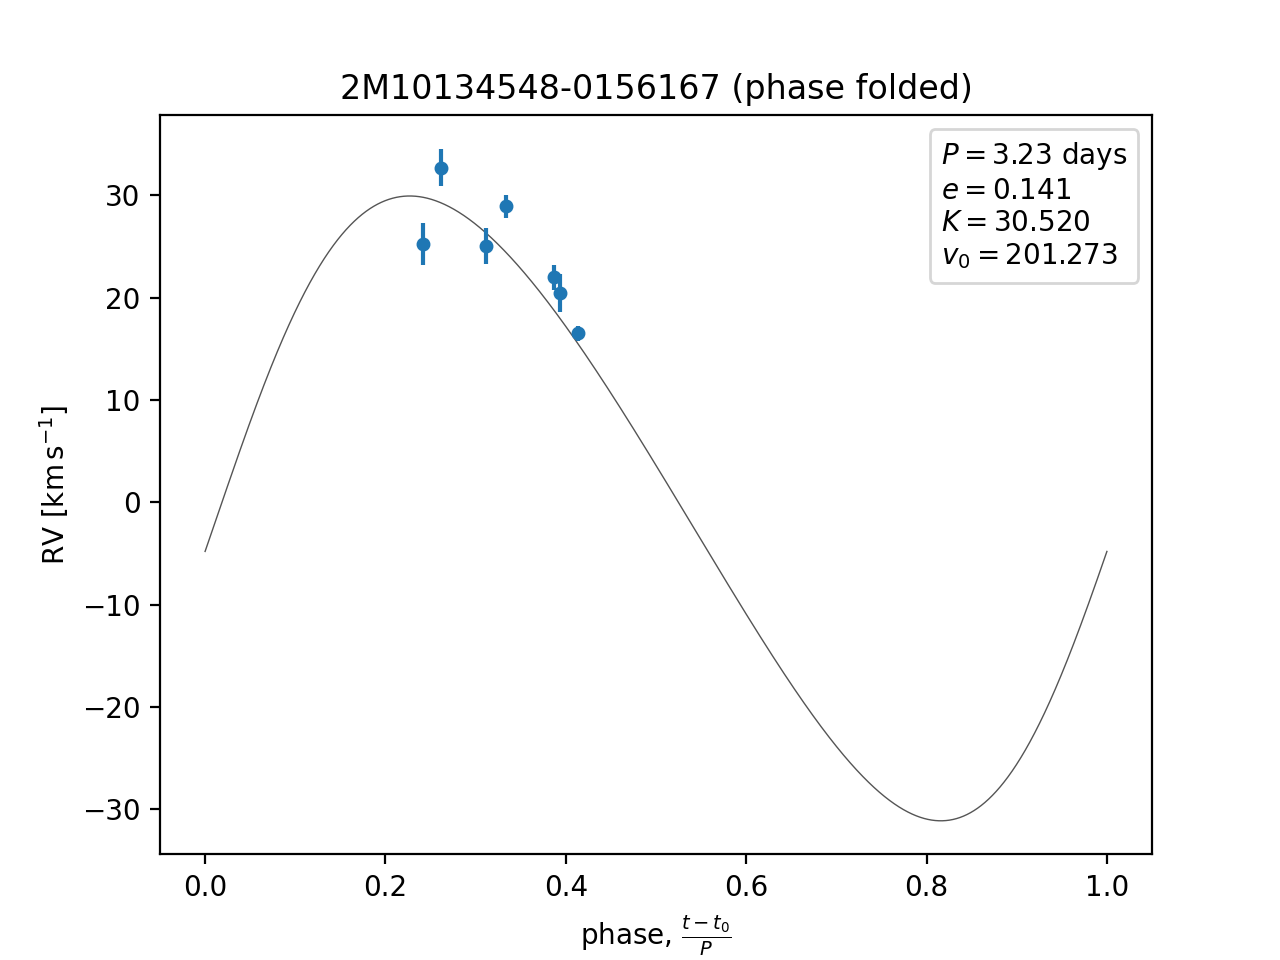 2M10134548-0156167 (phase folded)
P = 3.23 days
e = 0.141
K = 30.520
v₀ = 201.273
30
20
10
0
−10
−20
−30
RV [km s⁻¹]
0.0 0.2 0.4 0.6 0.8 1.0
phase, (t − t₀)/P